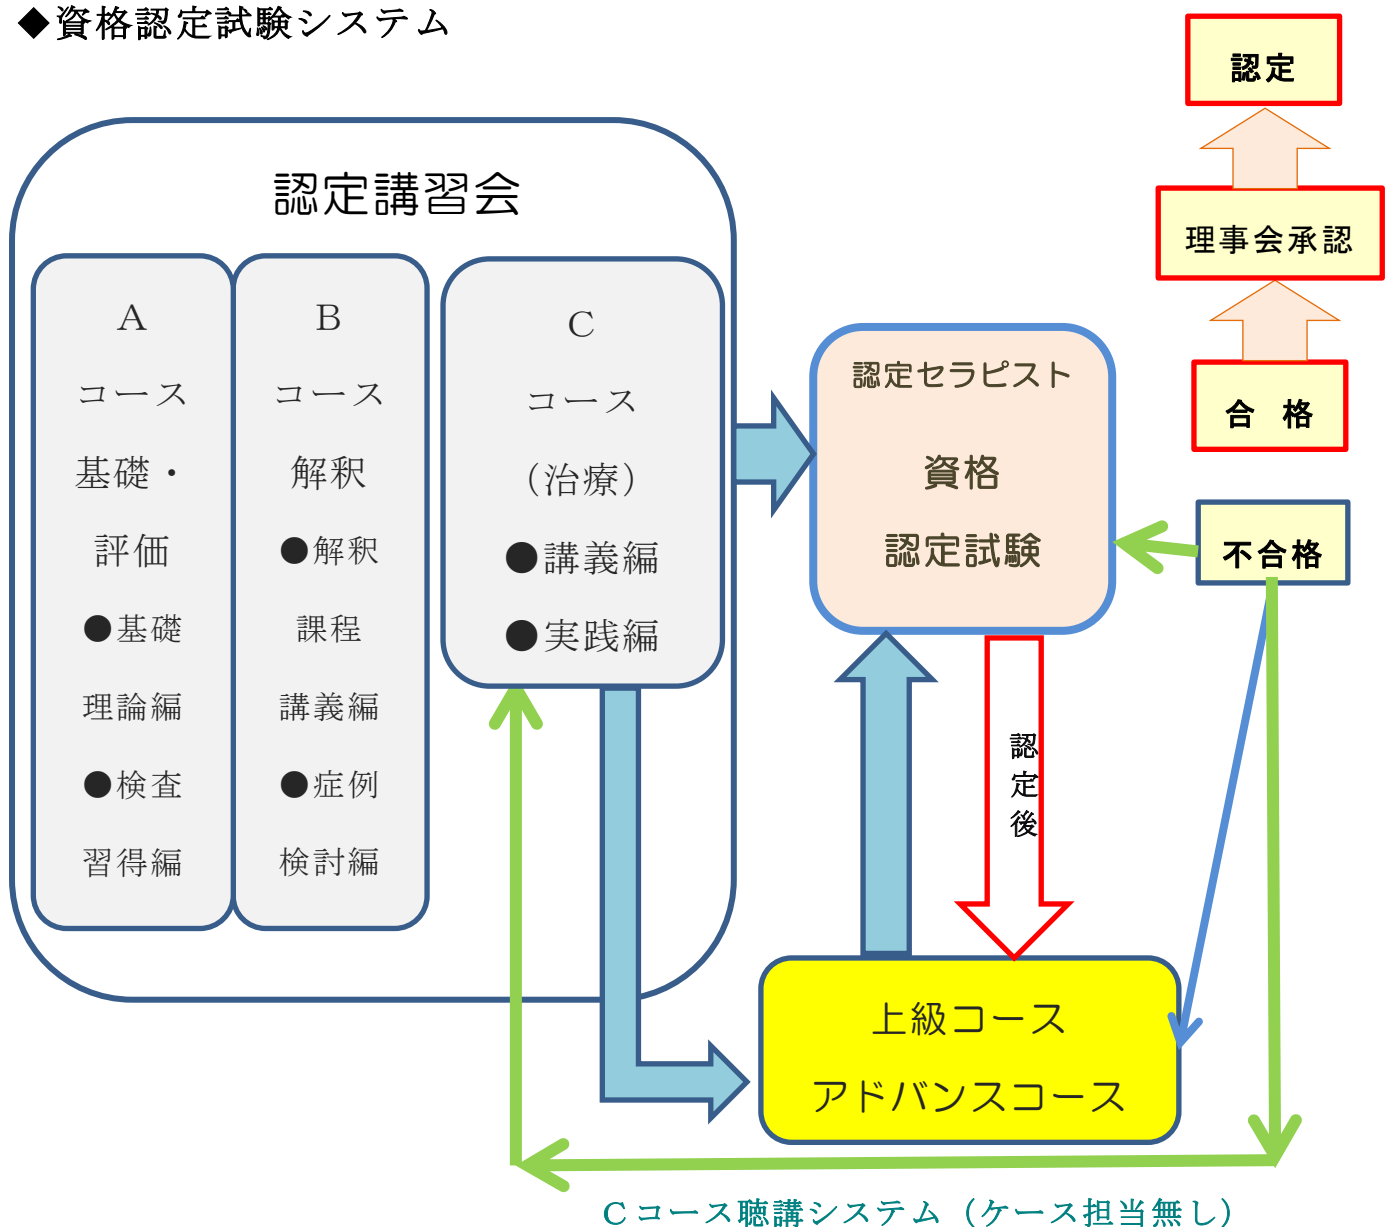 ◆資格認定試験システム
認定講習会
A
コース
基礎・
評価
●基礎
理論編
●検査
習得編
B
コース
解釈
●解釈
課程
講義編
●症例
検討編
C
コース
（治療）
●講義編
●実践編
認定セラピスト
資格
認定試験
認定
理事会承認
合　格
不合格
認定後
上級コース
アドバンスコース
Cコース聴講システム（ケース担当無し）